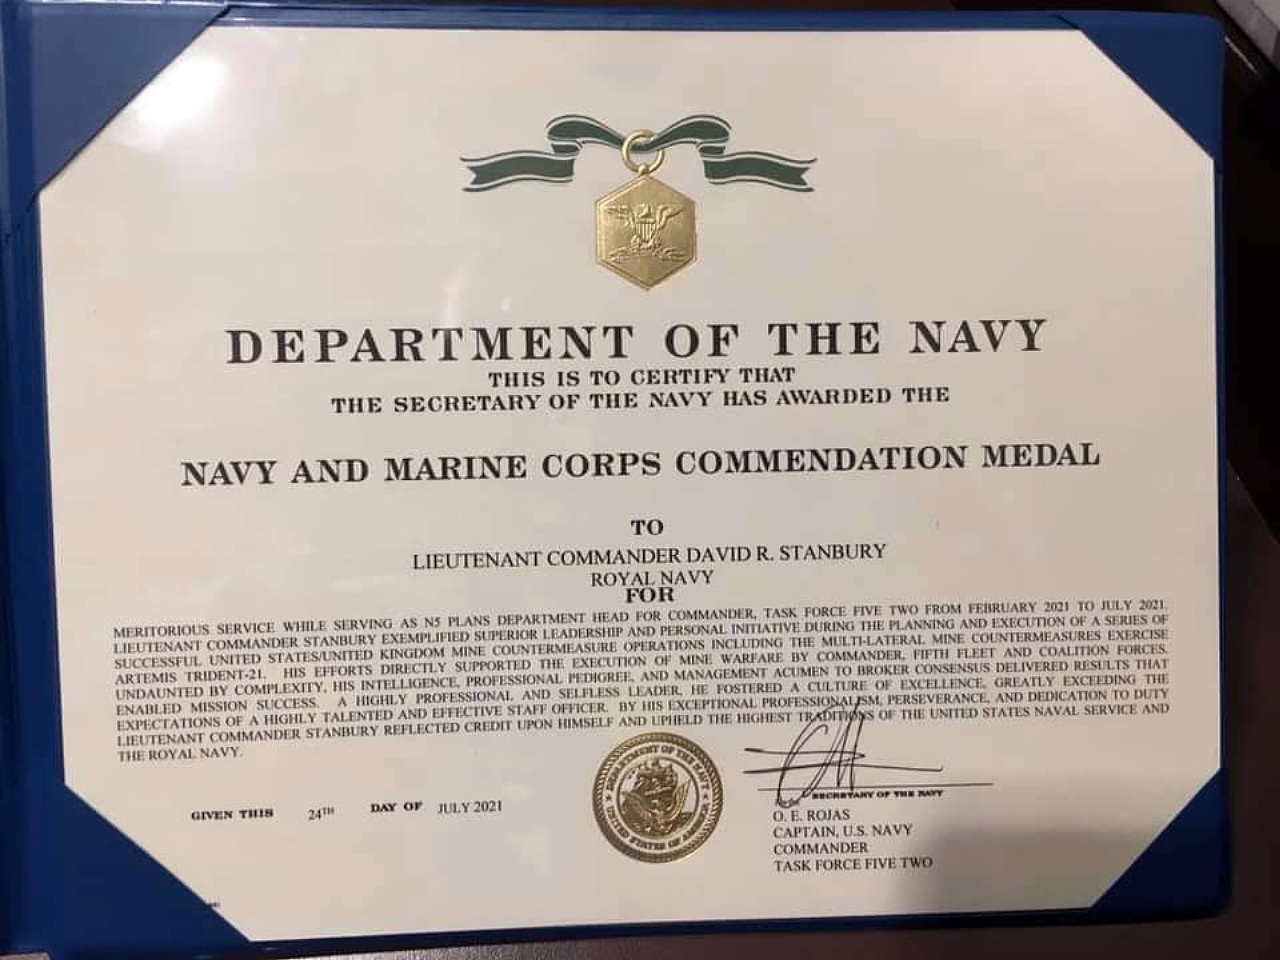 DEPARTMENT OF THE NAVY
THIS IS TO CERTIFY THAT
THE SECRETARY OF THE NAVY HAS AWARDED THE
NAVY AND MARINE CORPS COMMENDATION MEDAL
TO
LIEUTENANT COMMANDER DAVID R. STANBURY
ROYAL NAVY
FOR
MERITORIOUS SERVICE WHILE SERVING AS N5 PLANS DEPARTMENT HEAD FOR COMMANDER, TASK FORCE FIVE TWO FROM FEBRUARY 2021 TO JULY 2021.
LIEUTENANT COMMANDER STANBURY EXEMPLIFIED SUPERIOR LEADERSHIP AND PERSONAL INITIATIVE DURING THE PLANNING AND EXECUTION OF A SERIES OF
SUCCESSFUL UNITED STATES/UNITED KINGDOM MINE COUNTERMEASURE OPERATIONS INCLUDING THE MULTI-LATERAL MINE COUNTERMEASURES EXERCISE
ARTEMIS TRIDENT-21. HIS EFFORTS DIRECTLY SUPPORTED THE EXECUTION OF MINE WARFARE BY COMMANDER, FIFTH FLEET AND COALITION FORCES.
UNDAUNTED BY COMPLEXITY, HIS INTELLIGENCE, PROFESSIONAL PEDIGREE, AND MANAGEMENT ACUMEN TO BROKER CONSENSUS DELIVERED RESULTS THAT
ENABLED MISSION SUCCESS. A HIGHLY PROFESSIONAL AND SELFLESS LEADER, HE FOSTERED A CULTURE OF EXCELLENCE, GREATLY EXCEEDING THE
EXPECTATIONS OF A HIGHLY TALENTED AND EFFECTIVE STAFF OFFICER. BY HIS EXCEPTIONAL PROFESSIONALISM, PERSEVERANCE, AND DEDICATION TO DUTY
LIEUTENANT COMMANDER STANBURY REFLECTED CREDIT UPON HIMSELF AND UPHELD THE HIGHEST TRADITIONS OF THE UNITED STATES NAVAL SERVICE AND
THE ROYAL NAVY.
GIVEN THIS 24TH DAY OF JULY 2021
DEPARTMENT OF THE NAVY
UNITED STATES OF AMERICA
SECRETARY OF THE NAVY
O. E. ROJAS
CAPTAIN, U.S. NAVY
COMMANDER
TASK FORCE FIVE TWO